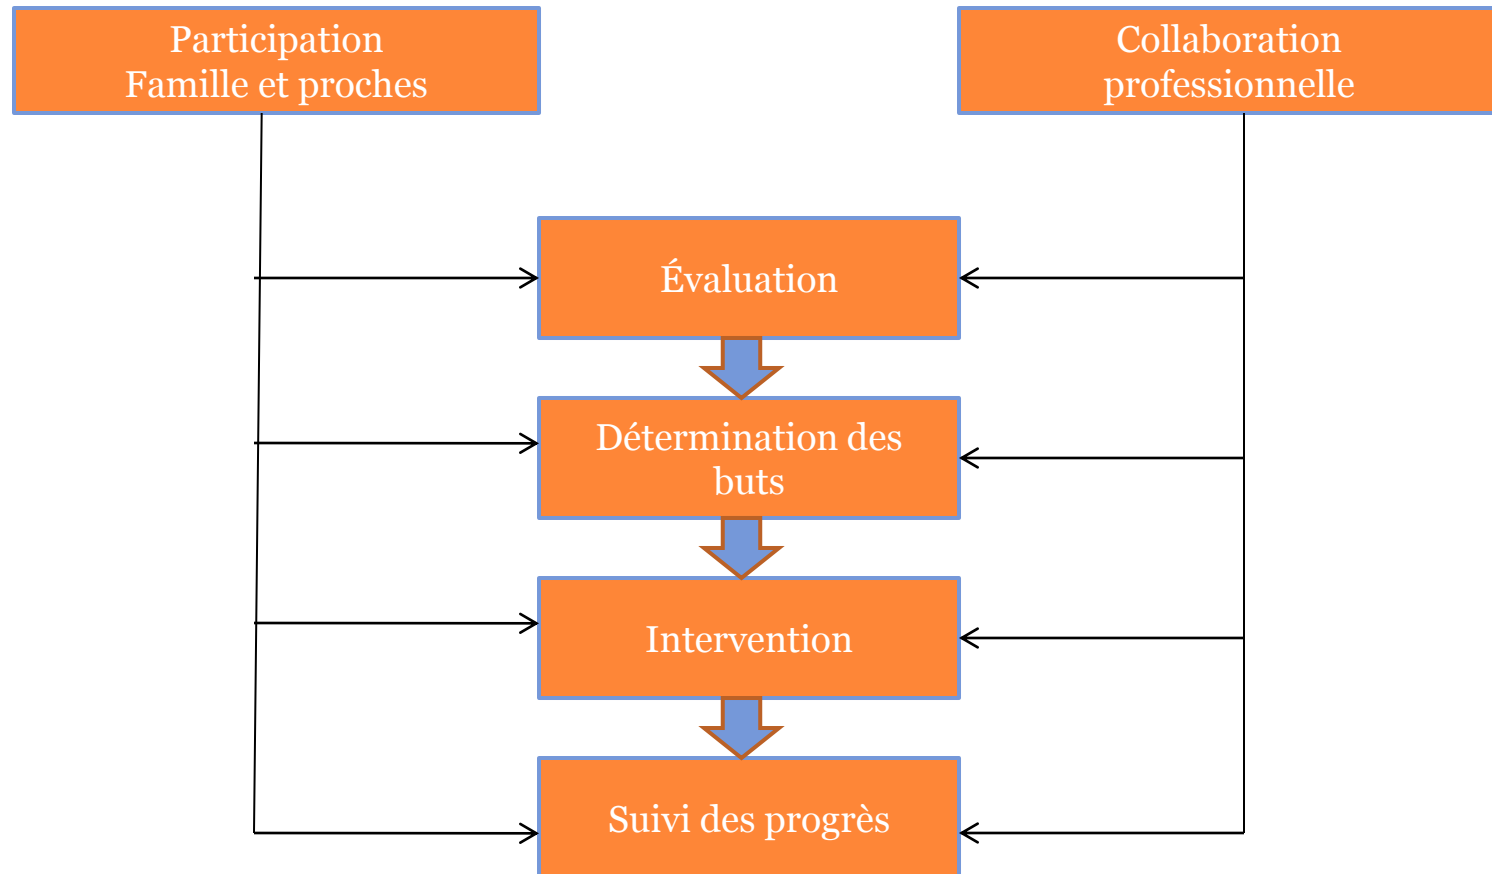 Participation
Famille et proches
Collaboration
professionnelle
Évaluation
Détermination des
buts
Intervention
Suivi des progrès